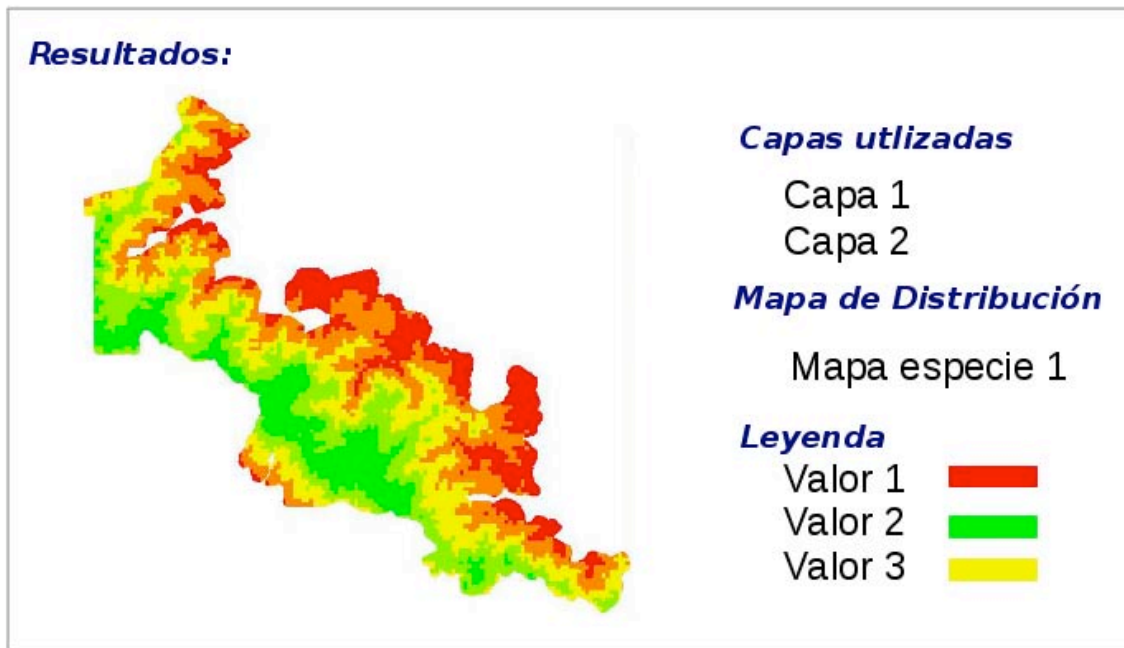 Resultados:
Capas utlizadas
Capa 1
Capa 2
Mapa de Distribución
Mapa especie 1
Leyenda
Valor 1
Valor 2
Valor 3